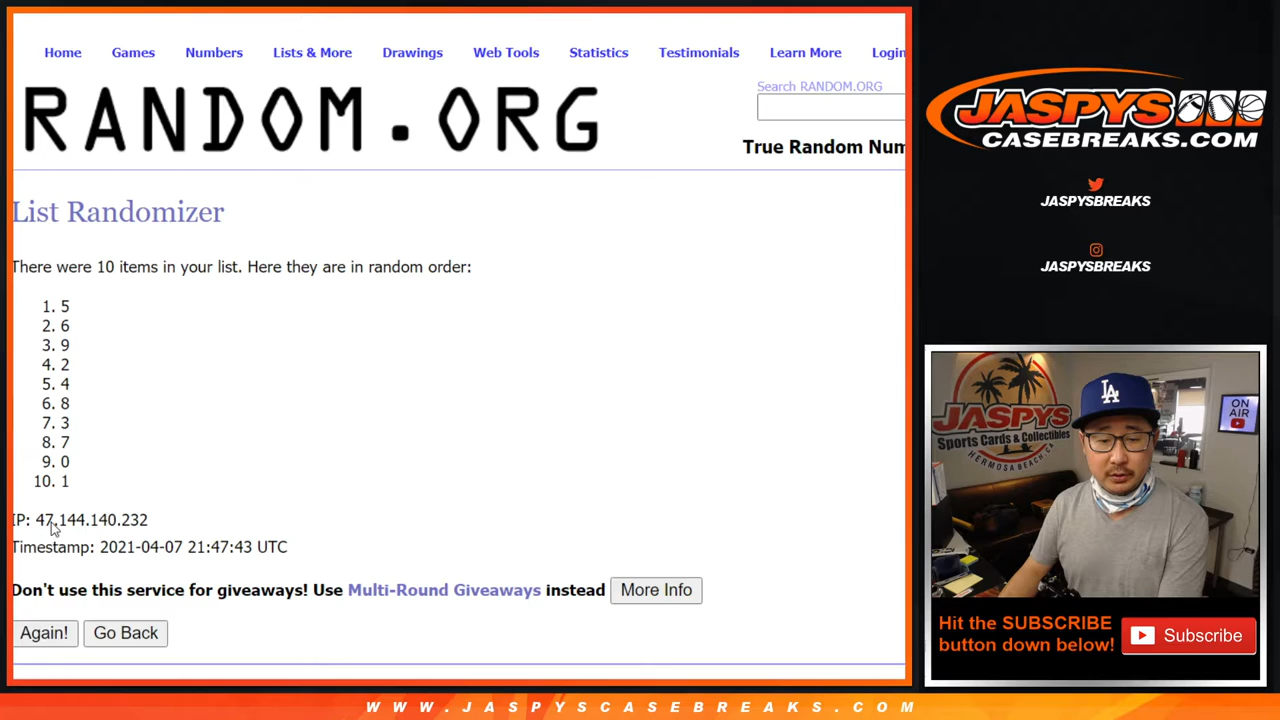 Home Games Numbers Lists & More Drawings Web Tools Statistics Testimonials Learn More Login
RANDOM.ORG
Search RANDOM.ORG
True Random Num
List Randomizer
There were 10 items in your list. Here they are in random order:
1. 5
2. 6
3. 9
4. 2
5. 4
6. 8
7. 3
8. 7
9. 0
10. 1
IP: 47.144.140.232
Timestamp: 2021-04-07 21:47:43 UTC
Don't use this service for giveaways! Use Multi-Round Giveaways instead More Info
Again! Go Back
JASPYS
CASEBREAKS.COM
JASPYSBREAKS
JASPYSBREAKS
JASPYS
Sports Cards & Collectibles
HERMOSA BEACH, CA
LA
ON
AIR
Hit the SUBSCRIBE
button down below!
Subscribe
WWW.JASPYSCASEBREAKS.COM